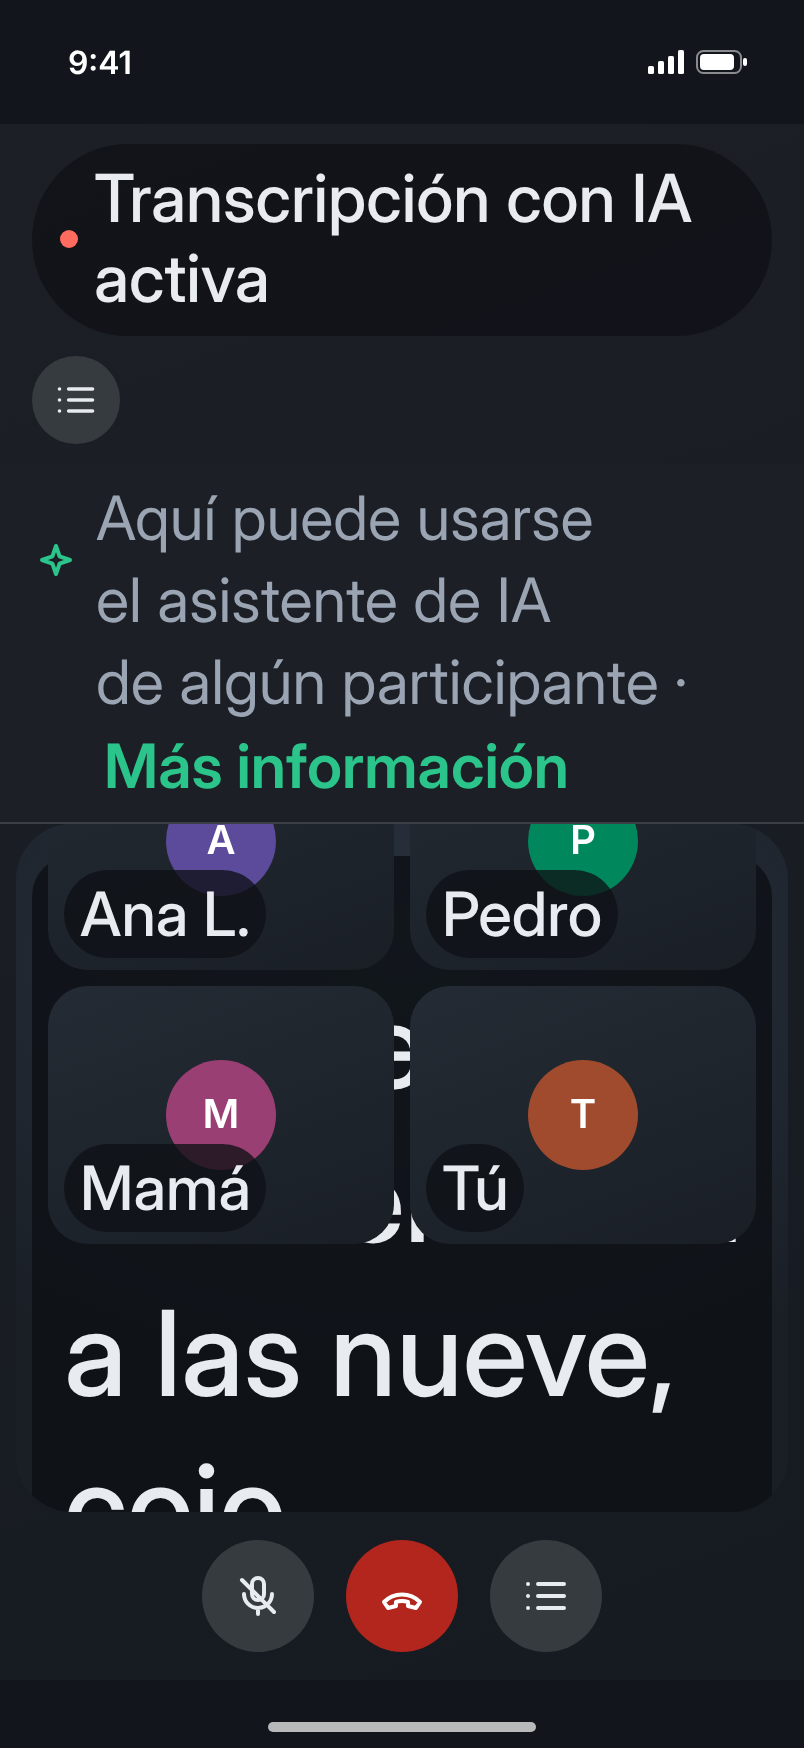 9:41
Transcripción con IA
activa
Aquí puede usarse
el asistente de IA
de algún participante ·
Más información
A
P
Ana L.
Pedro
M
T
Mamá
Tú
a las nueve,